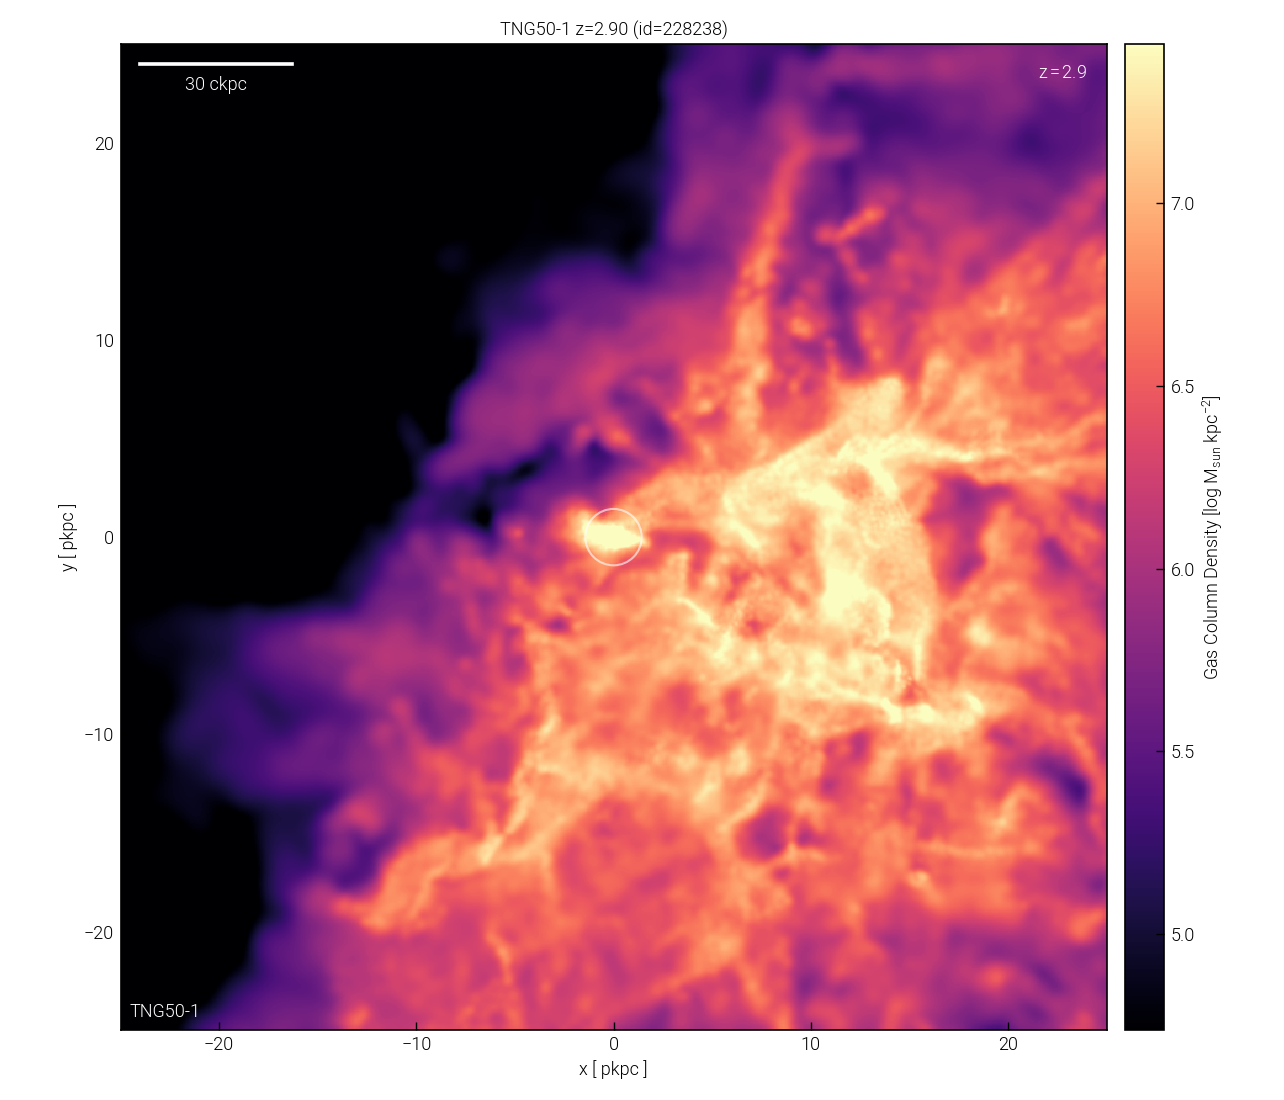 TNG50-1 z=2.90 (id=228238)
30 ckpc
z=2.9
TNG50-1
20
10
0
−10
−20
y [ pkpc ]
−20
−10
0
10
20
x [ pkpc ]
7.0
6.5
6.0
5.5
5.0
Gas Column Density [log M_sun kpc⁻²]